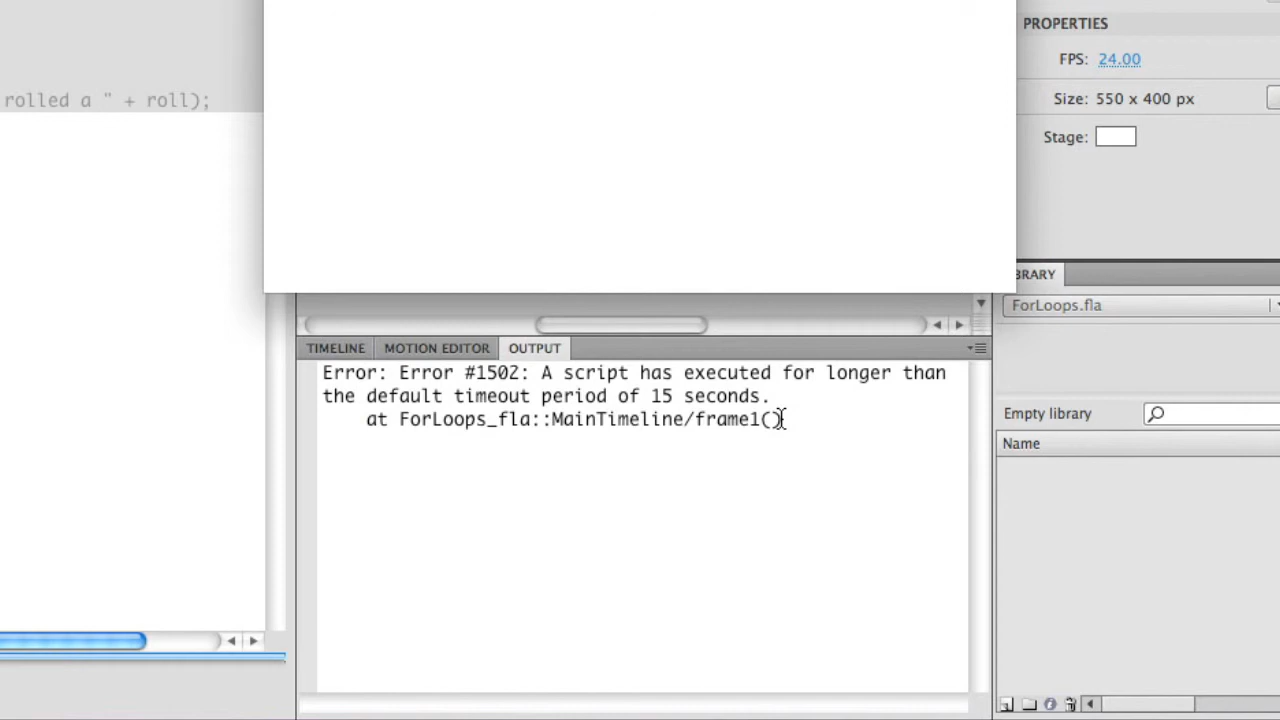 PROPERTIES
FPS: 24.00
rolled a " + roll);
Size: 550 x 400 px
Stage:
BRARY
ForLoops.fla
TIMELINE
MOTION EDITOR
OUTPUT
Error: Error #1502: A script has executed for longer than
the default timeout period of 15 seconds.
at ForLoops_fla::MainTimeline/frame1()
Empty library
Name